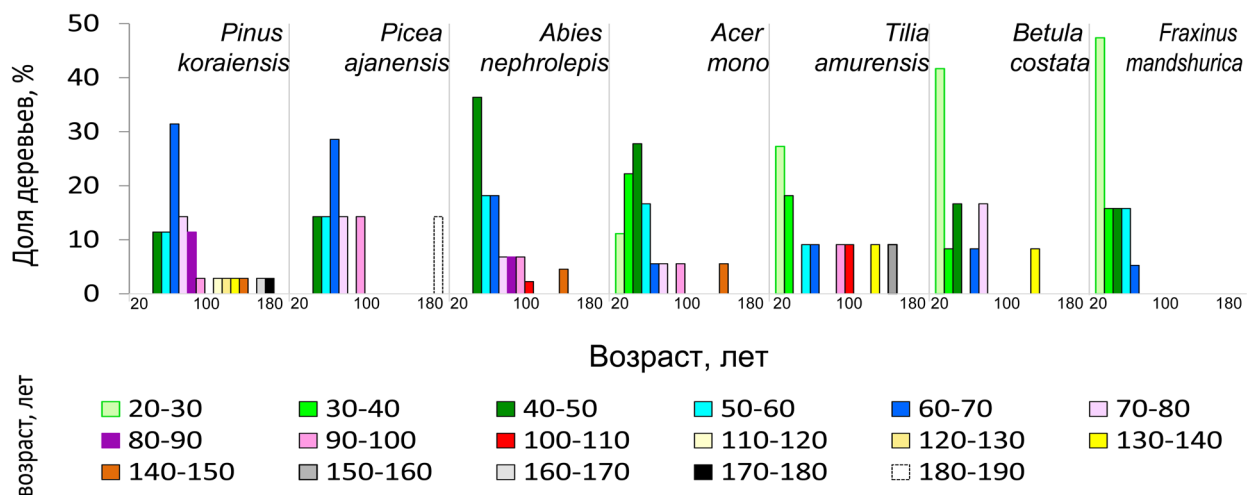 Доля деревьев, %
50
40
30
20
10
0
Pinus koraiensis
Picea ajanensis
Abies nephrolepis
Acer mono
Tilia amurensis
Betula costata
Fraxinus mandshurica
20 100 180 20 100 180 20 100 180 20 100 180 20 100 180 20 100 180 20 100 180
Возраст, лет
возраст, лет
20-30 30-40 40-50 50-60 60-70 70-80
80-90 90-100 100-110 110-120 120-130 130-140
140-150 150-160 160-170 170-180 180-190